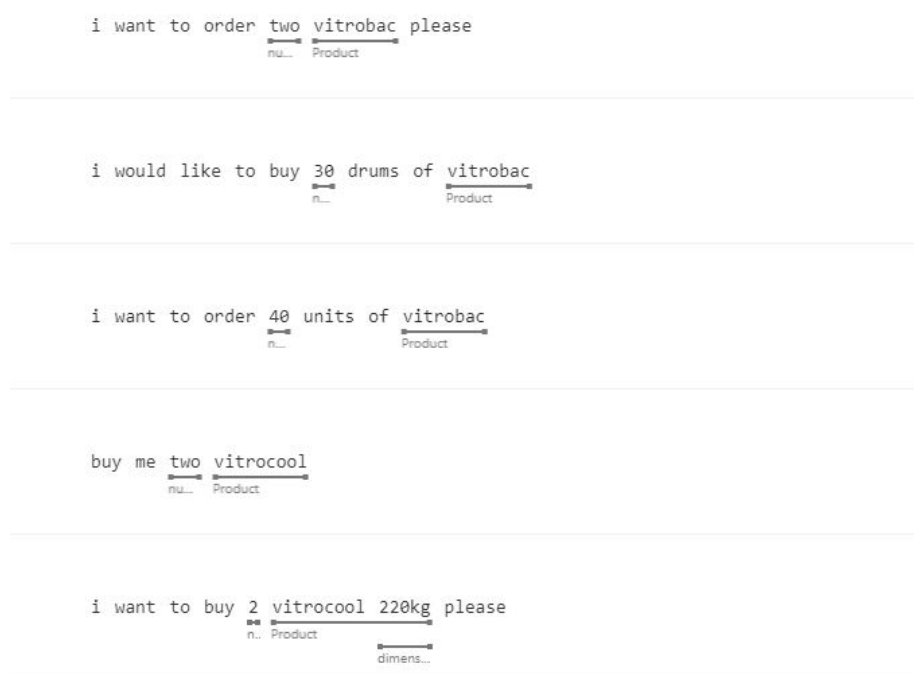 i want to order two vitrobac please
nu... Product
i would like to buy 30 drums of vitrobac
n... Product
i want to order 40 units of vitrobac
n... Product
buy me two vitrocool
nu... Product
i want to buy 2 vitrocool 220kg please
n.. Product
dimens...